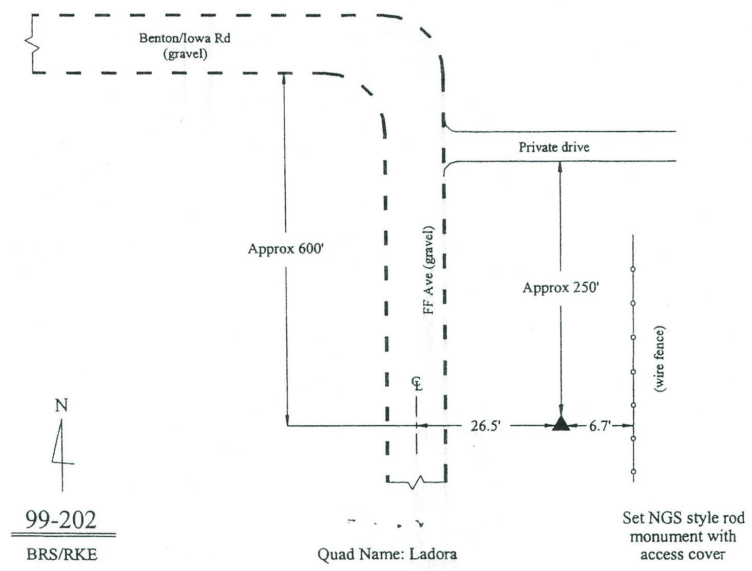 Benton/Iowa Rd
(gravel)
Private drive
Approx 600'
FF Ave (gravel)
Approx 250'
(wire fence)
℄
26.5'
6.7'
N
99-202
BRS/RKE
Quad Name: Ladora
Set NGS style rod
monument with
access cover